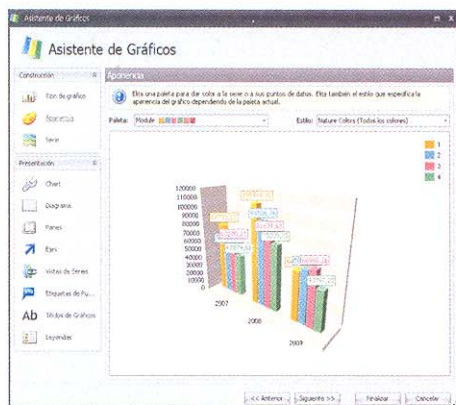 Asistente de Gráficos
Asistente de Gráficos
Construcción
Tipo de gráfico
Apariencia
Serie
Presentación
Chart
Diagrama
Panes
Ejes
Vistas de Series
Etiquetas de Pu...
Títulos de Gráficos
Leyendas
Apariencia
Elija una paleta para dar color a la serie o a sus puntos de datos. Elija también el estilo que especifica la
apariencia del gráfico dependiendo de la paleta actual.
Paleta: Module
Estilo: Nature Colors (Todos los colores)
1
2
3
4
120000
110000
100000
90000
80000
70000
60000
50000
40000
30000
20000
10000
0
2007
2008
2009
<< Anterior
Siguiente >>
Finalizar
Cancelar